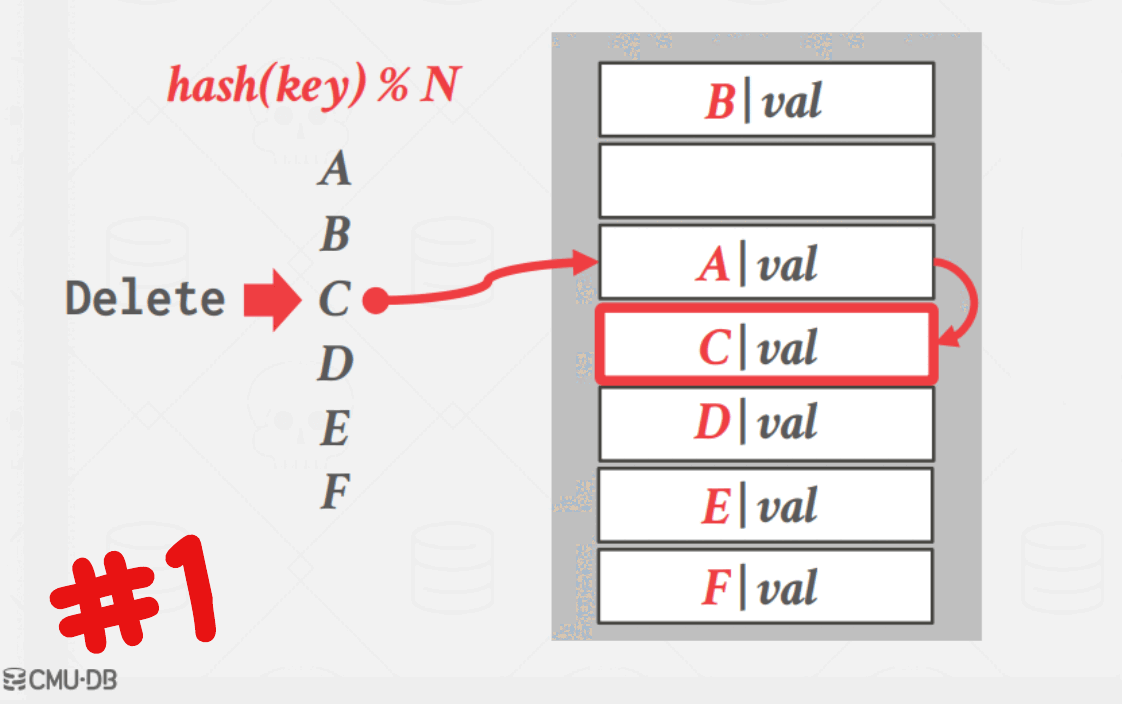 hash(key) % N
A
B
Delete C
D
E
F
B|val
A|val
C|val
D|val
E|val
F|val
#1
CMU·DB